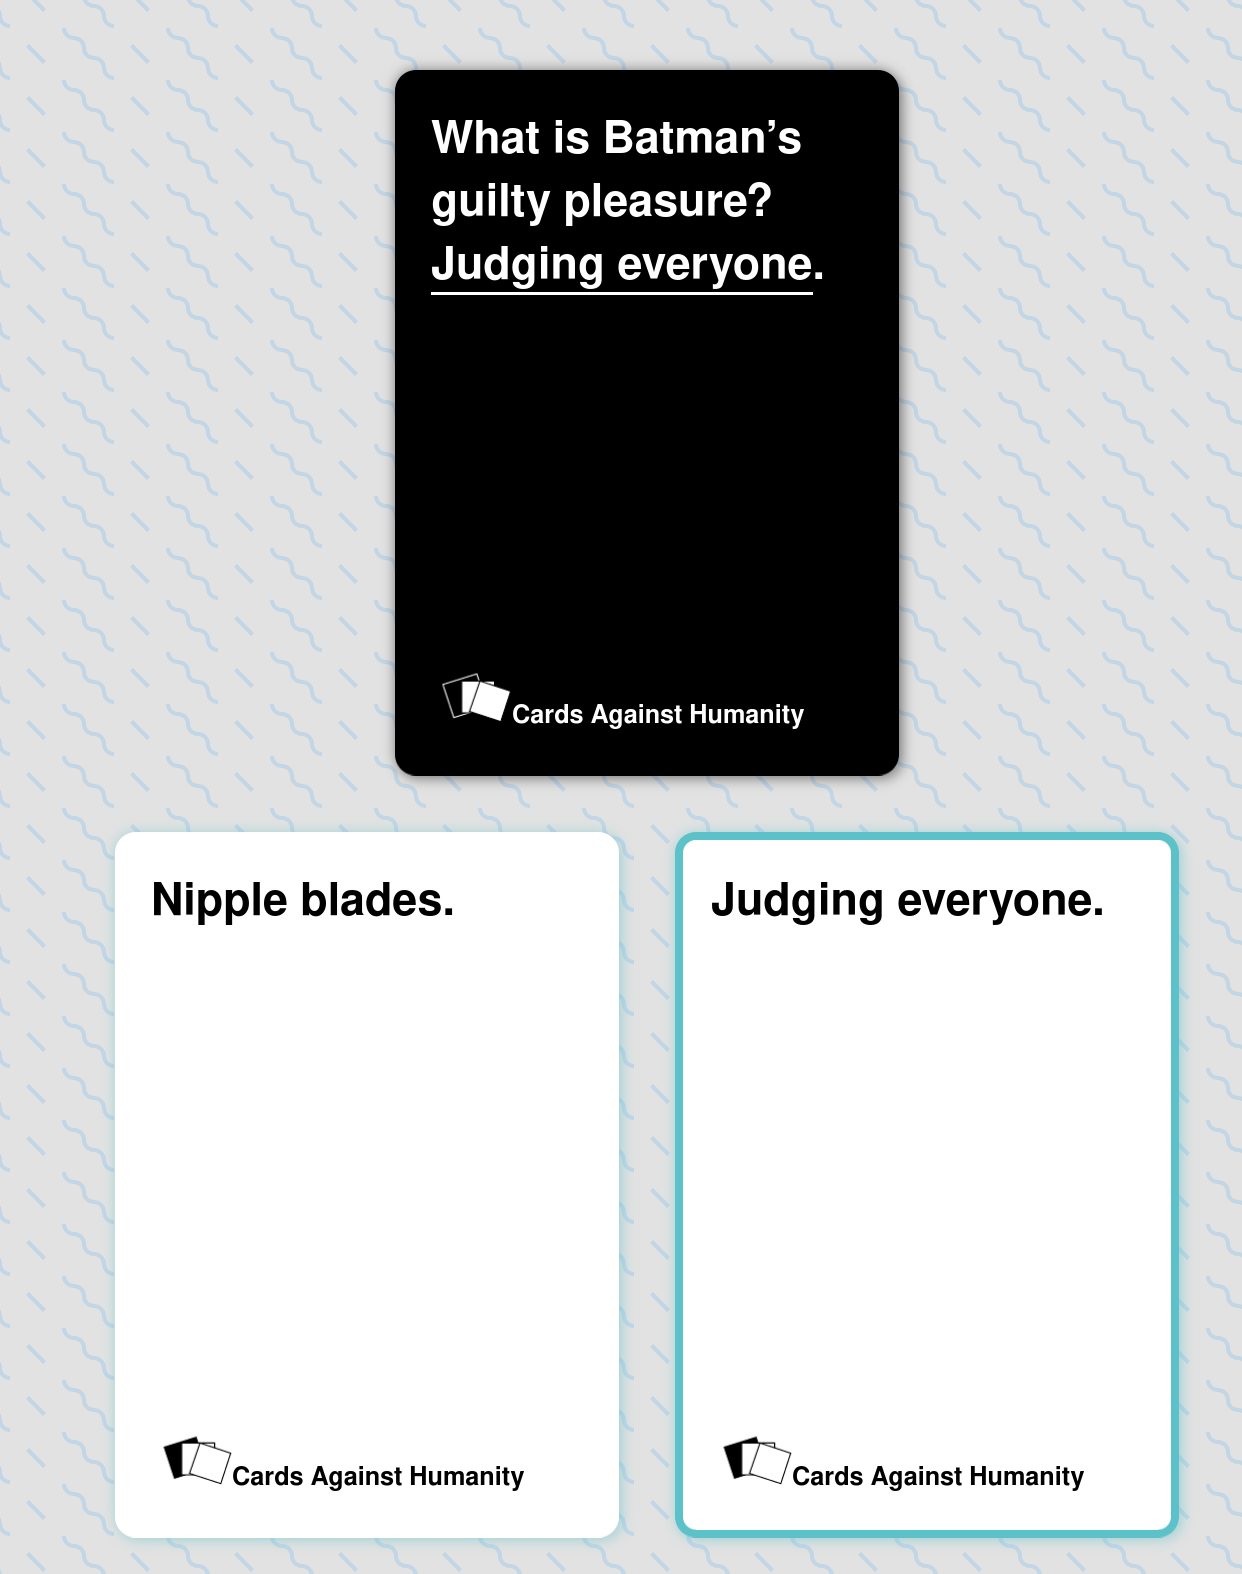 What is Batman’s
guilty pleasure?
Judging everyone.
Cards Against Humanity
Nipple blades.
Cards Against Humanity
Judging everyone.
Cards Against Humanity